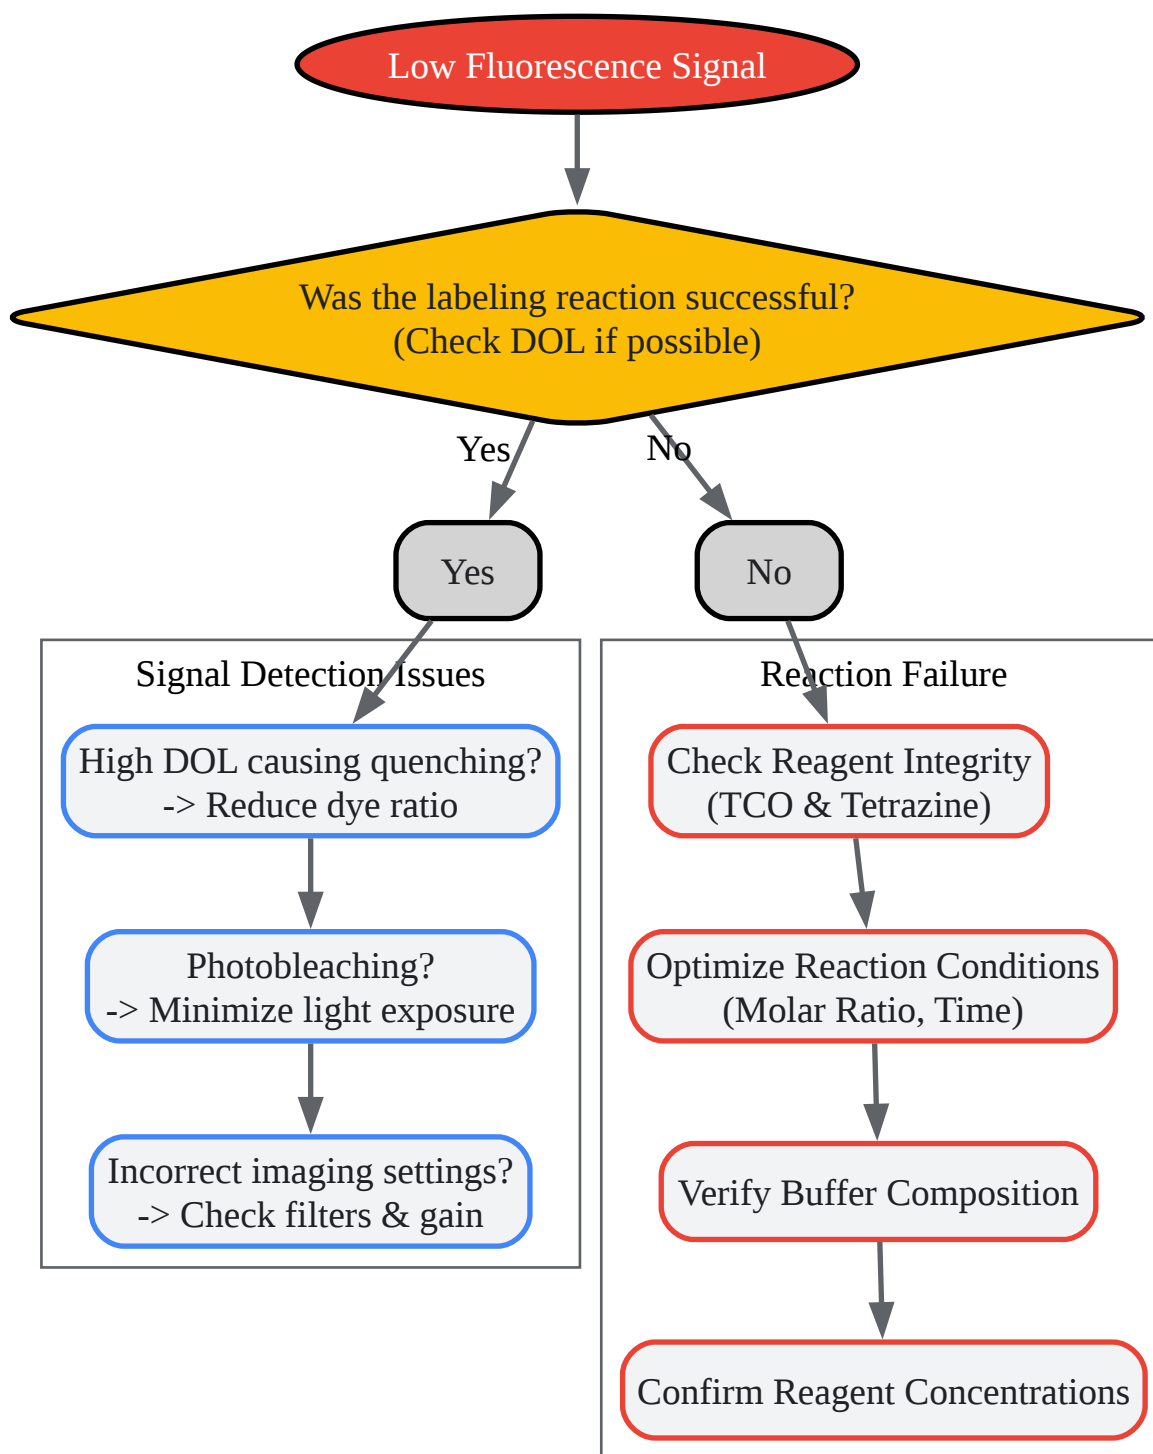 Low Fluorescence Signal
Was the labeling reaction successful?
(Check DOL if possible)
Yes
No
Yes
No
Signal Detection Issues
High DOL causing quenching?
-> Reduce dye ratio
Photobleaching?
-> Minimize light exposure
Incorrect imaging settings?
-> Check filters & gain
Reaction Failure
Check Reagent Integrity
(TCO & Tetrazine)
Optimize Reaction Conditions
(Molar Ratio, Time)
Verify Buffer Composition
Confirm Reagent Concentrations